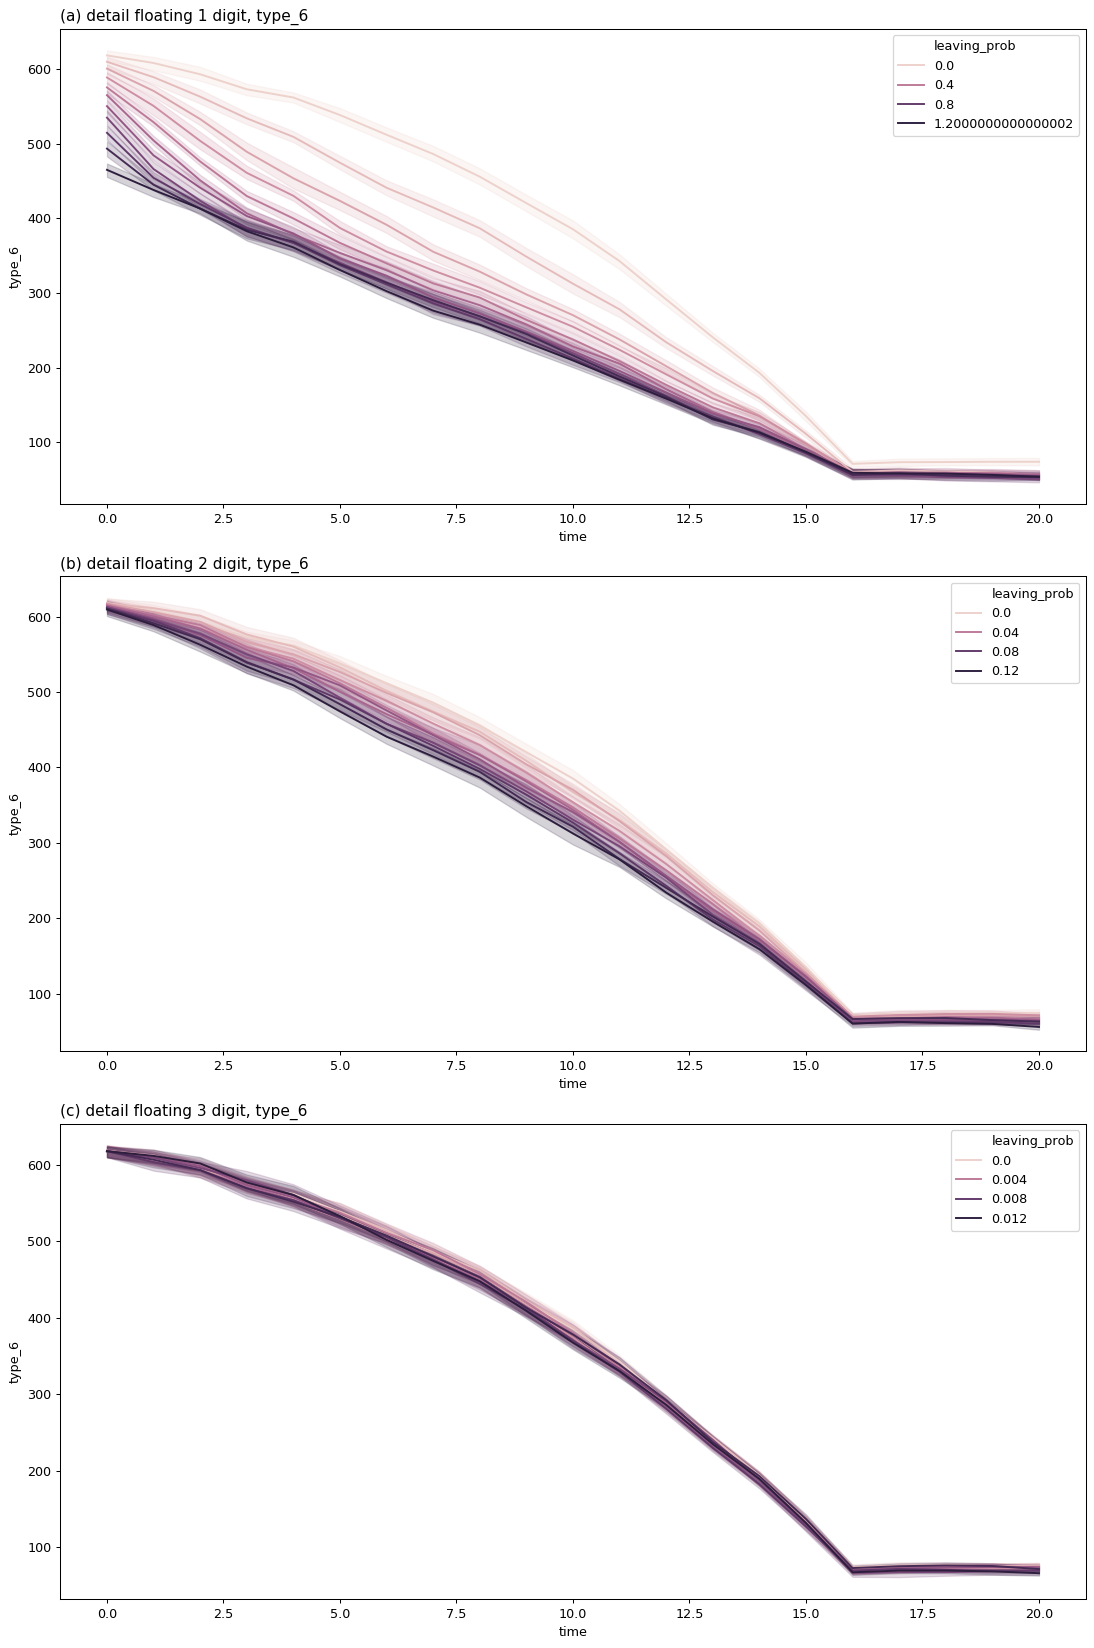 (a) detail floating 1 digit, type_6
leaving_prob
0.0
0.4
0.8
1.2000000000000002
600
500
400
300
200
100
type_6
0.0 2.5 5.0 7.5 10.0 12.5 15.0 17.5 20.0
time
(b) detail floating 2 digit, type_6
leaving_prob
0.0
0.04
0.08
0.12
600
500
400
300
200
100
type_6
0.0 2.5 5.0 7.5 10.0 12.5 15.0 17.5 20.0
time
(c) detail floating 3 digit, type_6
leaving_prob
0.0
0.004
0.008
0.012
600
500
400
300
200
100
type_6
0.0 2.5 5.0 7.5 10.0 12.5 15.0 17.5 20.0
time